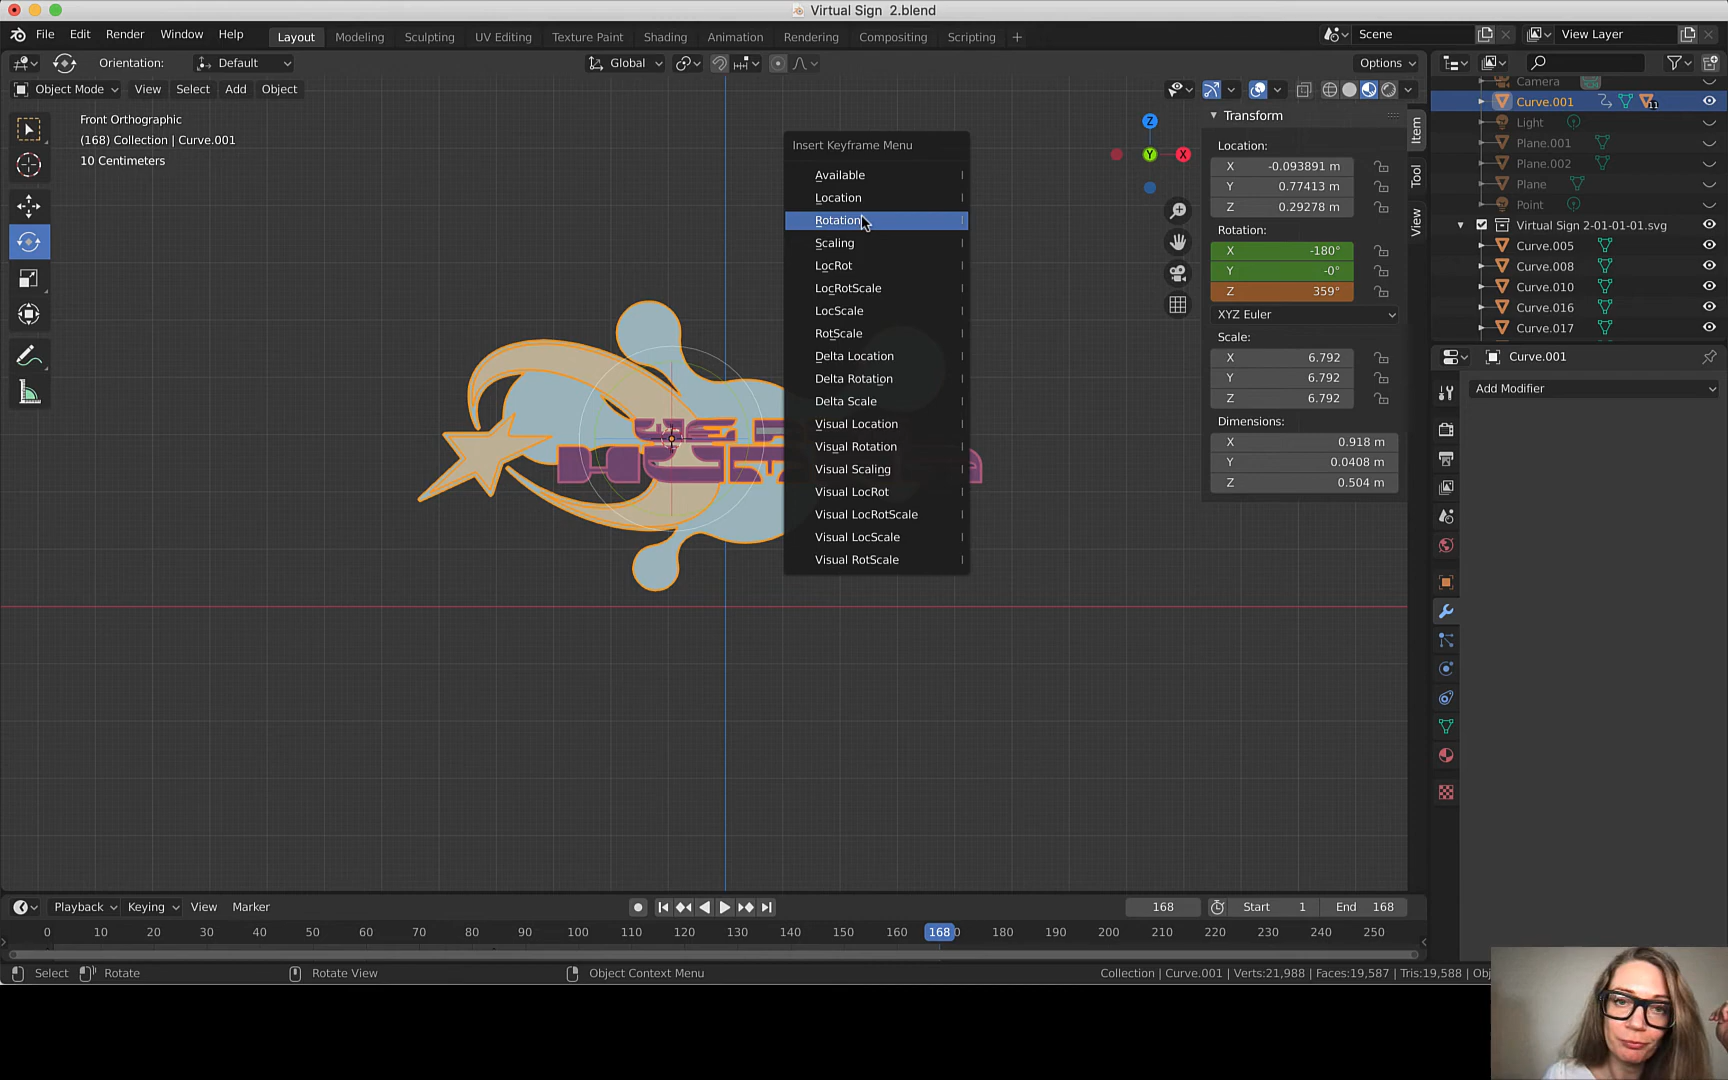 Virtual Sign 2.blend
File Edit Render Window Help Layout Modeling Sculpting UV Editing Texture Paint Shading Animation Rendering Compositing Scripting + Scene View Layer
Orientation: Default Global Options
Object Mode View Select Add Object
Front Orthographic
(168) Collection | Curve.001
10 Centimeters
Insert Keyframe Menu
Available I
Location I
Rotation I
Scaling I
LocRot I
LocRotScale I
LocScale I
RotScale I
Delta Location I
Delta Rotation I
Delta Scale I
Visual Location I
Visual Rotation I
Visual Scaling I
Visual LocRot I
Visual LocRotScale I
Visual LocScale I
Visual RotScale I
Z
Y
X
Transform
Location:
X -0.093891 m
Y 0.77413 m
Z 0.29278 m
Rotation:
X -180°
Y -0°
Z 359°
XYZ Euler
Scale:
X 6.792
Y 6.792
Z 6.792
Dimensions:
X 0.918 m
Y 0.0408 m
Z 0.504 m
Item
Tool
View
Camera
Curve.001 11
Light
Plane.001
Plane.002
Plane
Point
Virtual Sign 2-01-01-01.svg
Curve.005
Curve.008
Curve.010
Curve.016
Curve.017
Curve.001
Add Modifier
Playback Keying View Marker 168 Start 1 End 168
0 10 20 30 40 50 60 70 80 90 100 110 120 130 140 150 160 168 180 190 200 210 220 230 240 250
Select Rotate Rotate View Object Context Menu Collection | Curve.001 | Verts:21,988 | Faces:19,587 | Tris:19,588 | Obj